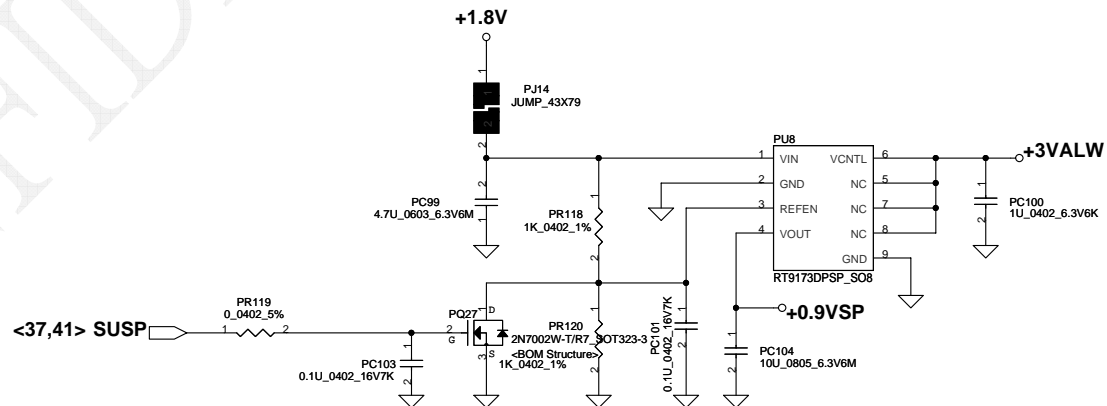 +1.8V
1
PJ14
JUMP_43X79
1
2
2
PU8
1
VIN
VCNTL
6
+3VALW
2
GND
NC
5
3
REFEN
NC
7
4
VOUT
NC
8
GND
9
RT9173DPSP_SO8
2
PC99
4.7U_0603_6.3V6M
1
1
PR118
1K_0402_1%
2
1
PC100
1U_0402_6.3V6K
2
+0.9VSP
1
PC104
10U_0805_6.3V6M
2
<37,41> SUSP
PR119
0_0402_5%
1
2
1
PC103
0.1U_0402_16V7K
2
PQ27
1
D
2
G
3
S
2N7002W-T/R7_SOT323-3
<BOM Structure>
1
PR120
1K_0402_1%
2
1
PC101
0.1U_0402_16V7K
2